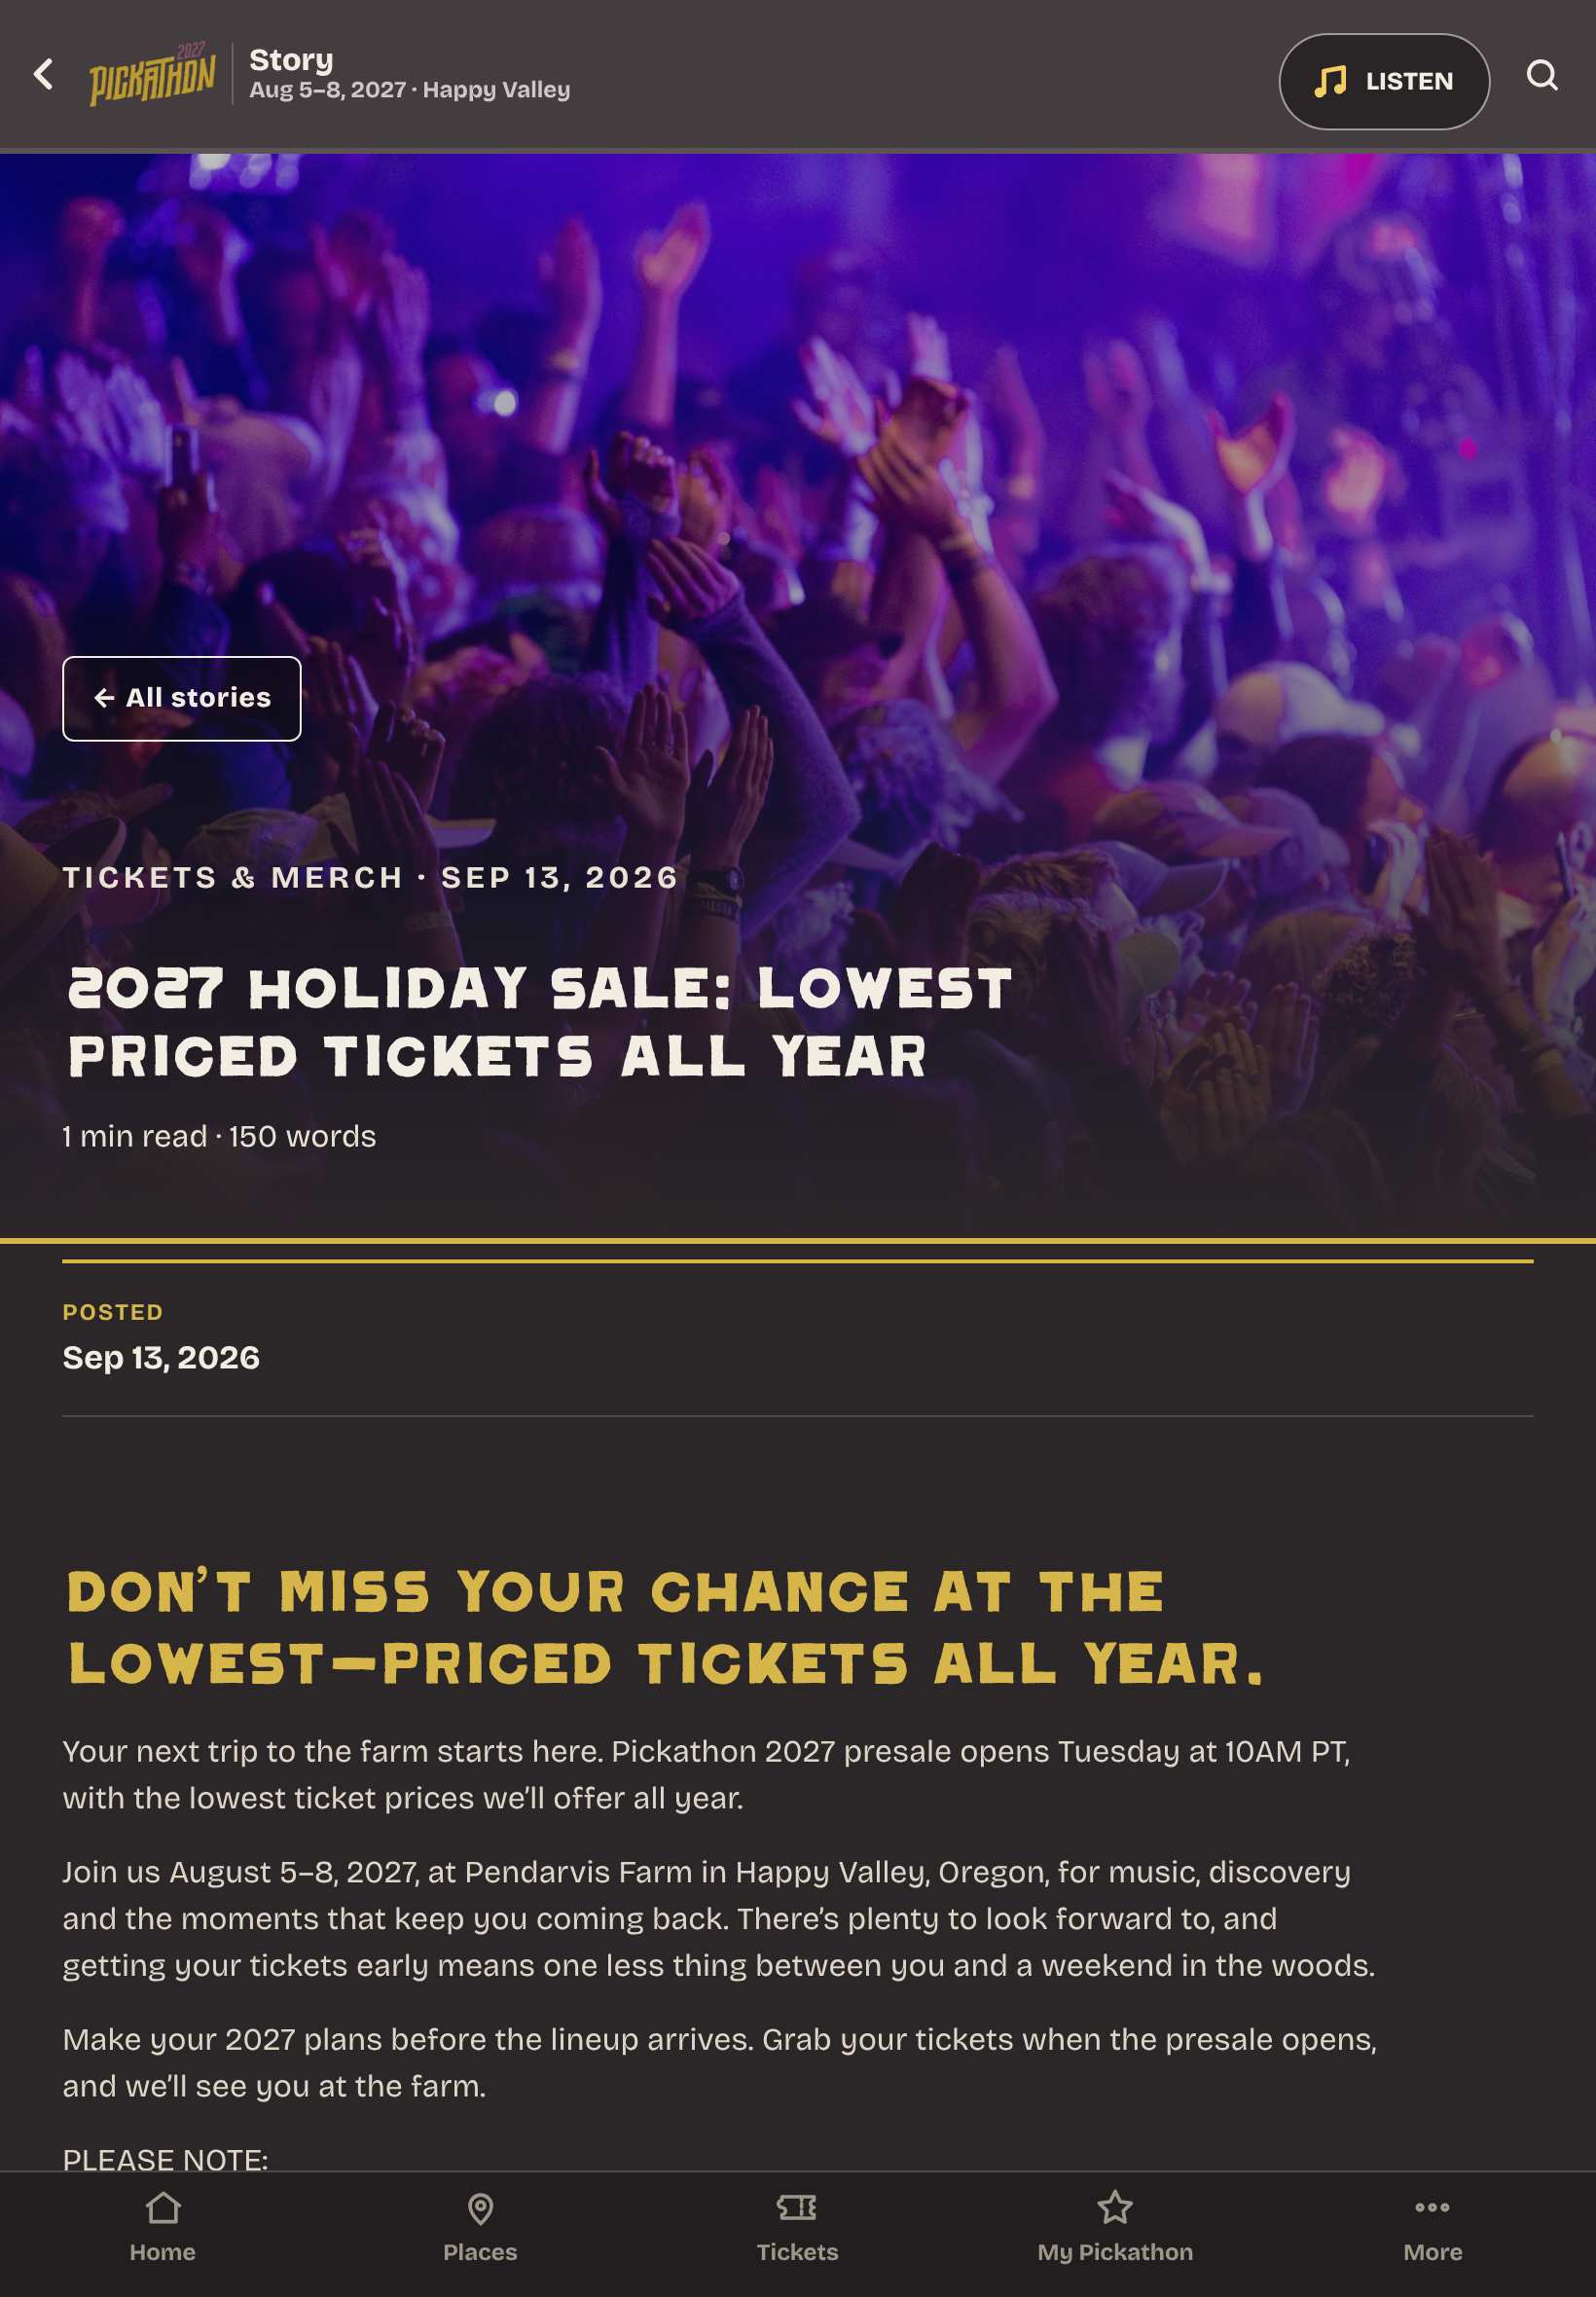 2027
PICKATHON
Story
Aug 5–8, 2027 · Happy Valley
LISTEN
← All stories
TICKETS & MERCH · SEP 13, 2026
2027 HOLIDAY SALE: LOWEST
PRICED TICKETS ALL YEAR
1 min read · 150 words
POSTED
Sep 13, 2026
DON'T MISS YOUR CHANCE AT THE
LOWEST-PRICED TICKETS ALL YEAR.
Your next trip to the farm starts here. Pickathon 2027 presale opens Tuesday at 10AM PT,
with the lowest ticket prices we'll offer all year.
Join us August 5–8, 2027, at Pendarvis Farm in Happy Valley, Oregon, for music, discovery
and the moments that keep you coming back. There's plenty to look forward to, and
getting your tickets early means one less thing between you and a weekend in the woods.
Make your 2027 plans before the lineup arrives. Grab your tickets when the presale opens,
and we'll see you at the farm.
PLEASE NOTE:
Home
Places
Tickets
My Pickathon
More